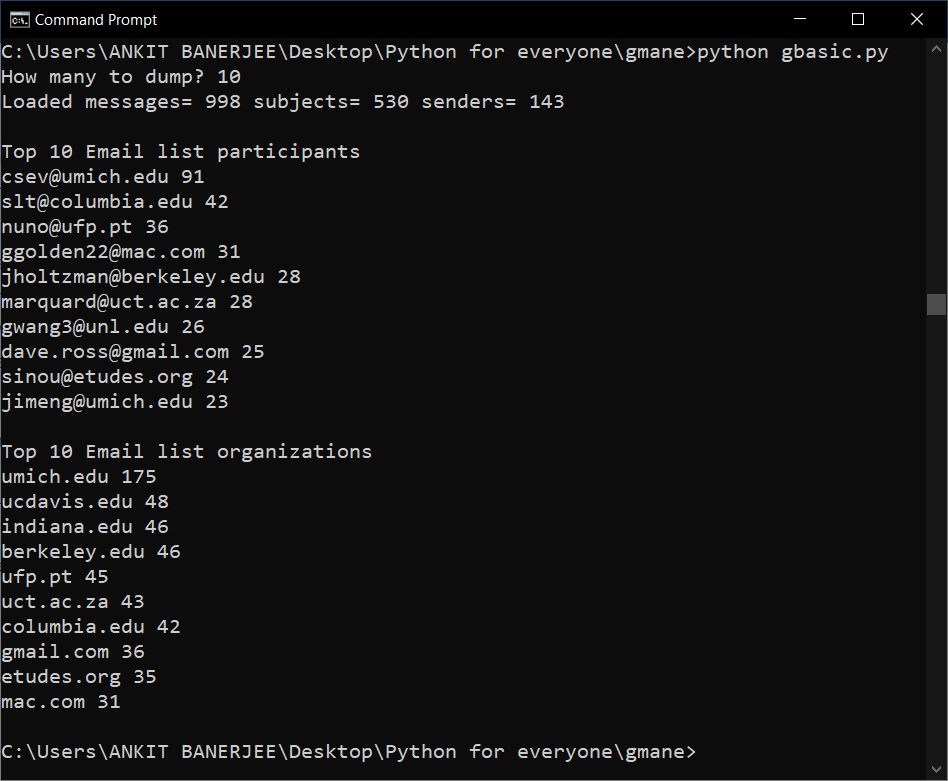 Command Prompt
C:\Users\ANKIT BANERJEE\Desktop\Python for everyone\gmane>python gbasic.py
How many to dump? 10
Loaded messages= 998 subjects= 530 senders= 143
Top 10 Email list participants
csev@umich.edu 91
slt@columbia.edu 42
nuno@ufp.pt 36
ggolden22@mac.com 31
jholtzman@berkeley.edu 28
marquard@uct.ac.za 28
gwang3@unl.edu 26
dave.ross@gmail.com 25
sinou@etudes.org 24
jimeng@umich.edu 23
Top 10 Email list organizations
umich.edu 175
ucdavis.edu 48
indiana.edu 46
berkeley.edu 46
ufp.pt 45
uct.ac.za 43
columbia.edu 42
gmail.com 36
etudes.org 35
mac.com 31
C:\Users\ANKIT BANERJEE\Desktop\Python for everyone\gmane>